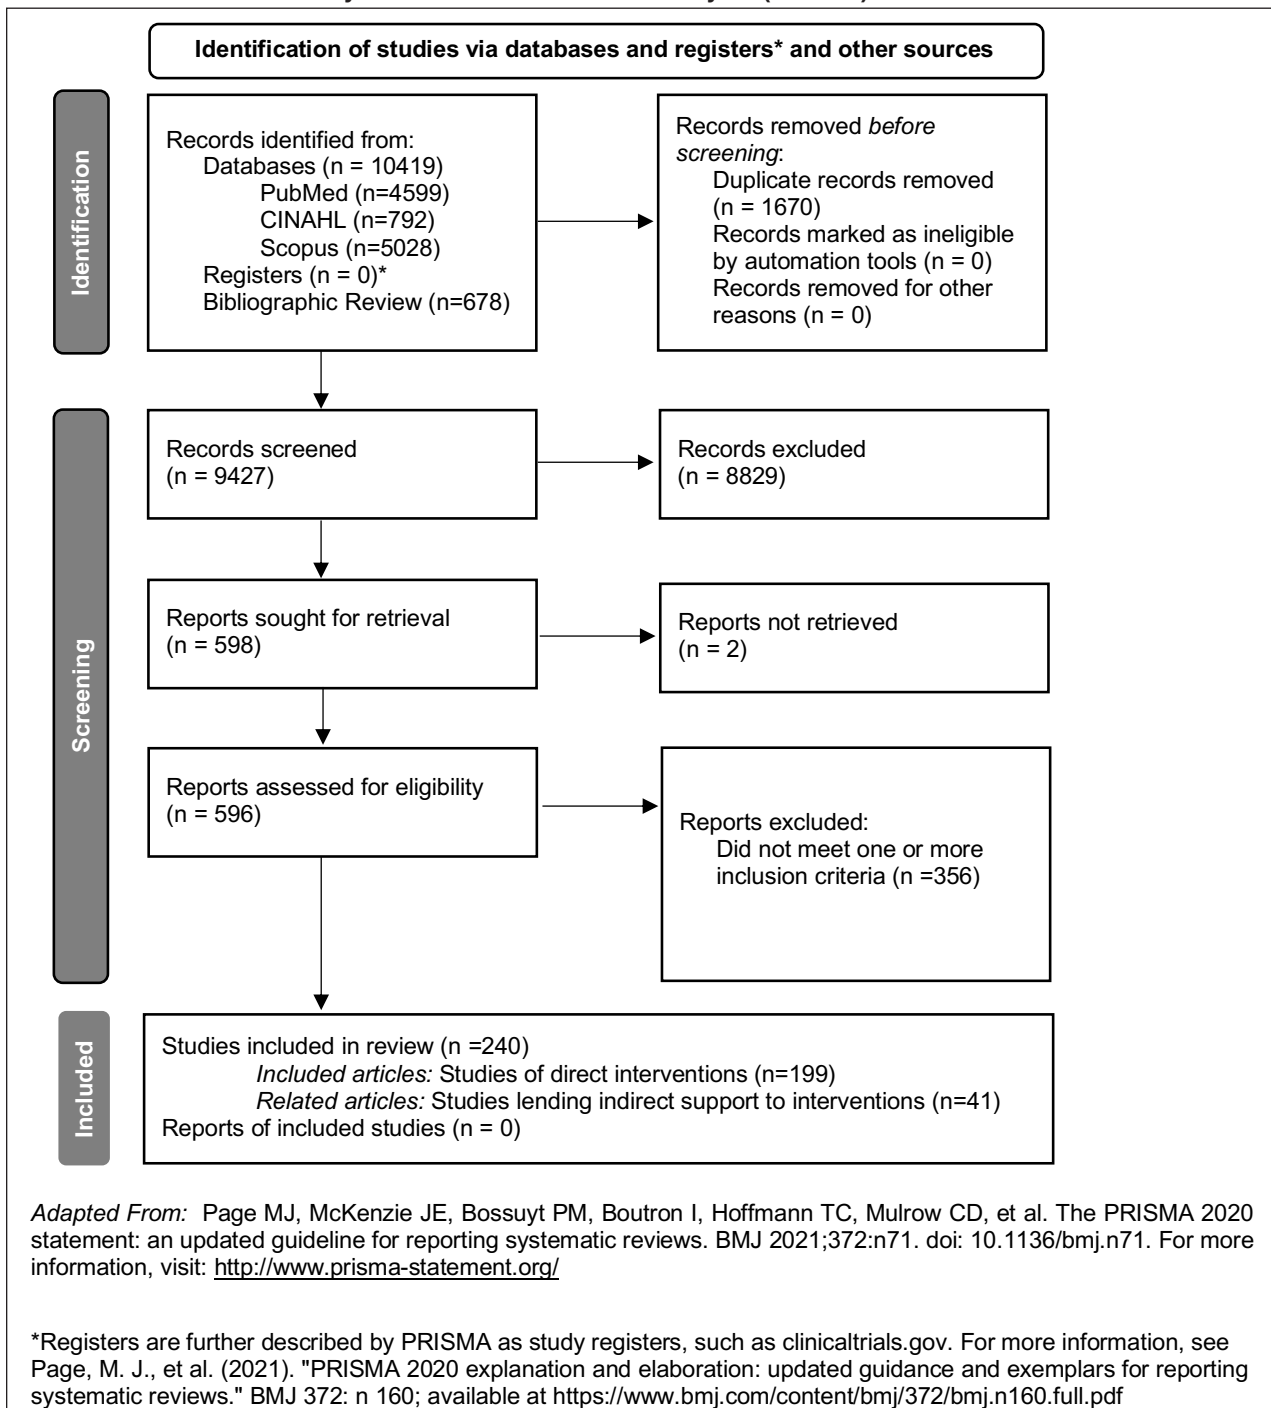 Identification of studies via databases and registers* and other sources
Identification
Records identified from:
Databases (n = 10419)
PubMed (n=4599)
CINAHL (n=792)
Scopus (n=5028)
Registers (n = 0)*
Bibliographic Review (n=678)
Records removed before
screening:
Duplicate records removed
(n = 1670)
Records marked as ineligible
by automation tools (n = 0)
Records removed for other
reasons (n = 0)
Screening
Records screened
(n = 9427)
Records excluded
(n = 8829)
Reports sought for retrieval
(n = 598)
Reports not retrieved
(n = 2)
Reports assessed for eligibility
(n = 596)
Reports excluded:
Did not meet one or more
inclusion criteria (n =356)
Included
Studies included in review (n =240)
Included articles: Studies of direct interventions (n=199)
Related articles: Studies lending indirect support to interventions (n=41)
Reports of included studies (n = 0)
Adapted From: Page MJ, McKenzie JE, Bossuyt PM, Boutron I, Hoffmann TC, Mulrow CD, et al. The PRISMA 2020
statement: an updated guideline for reporting systematic reviews. BMJ 2021;372:n71. doi: 10.1136/bmj.n71. For more
information, visit: http://www.prisma-statement.org/
*Registers are further described by PRISMA as study registers, such as clinicaltrials.gov. For more information, see
Page, M. J., et al. (2021). "PRISMA 2020 explanation and elaboration: updated guidance and exemplars for reporting
systematic reviews." BMJ 372: n 160; available at https://www.bmj.com/content/bmj/372/bmj.n160.full.pdf